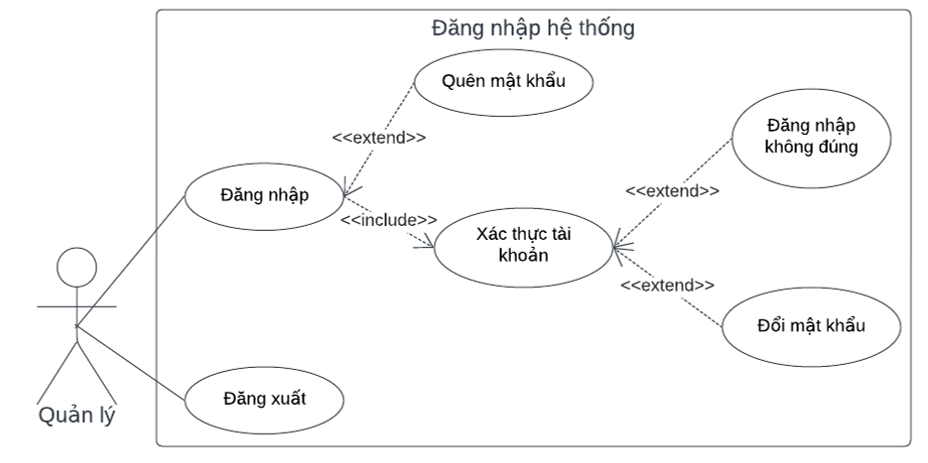 Đăng nhập hệ thống
Quên mật khẩu
<<extend>>
Đăng nhập
không đúng
<<extend>>
Đăng nhập
<<include>>
Xác thực tài
khoản
<<extend>>
Đổi mật khẩu
Đăng xuất
Quản lý